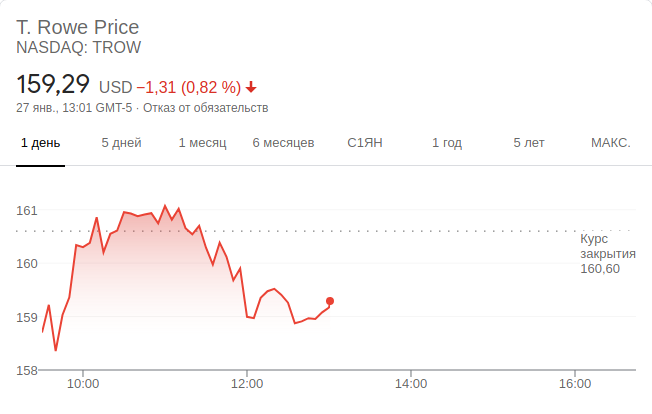 T. Rowe Price
NASDAQ: TROW
159,29 USD −1,31 (0,82 %)
27 янв., 13:01 GMT-5 · Отказ от обязательств
1 день 5 дней 1 месяц 6 месяцев С1ЯН 1 год 5 лет МАКС.
161
Курс
закрытия
160,60
160
159
158
10:00 12:00 14:00 16:00